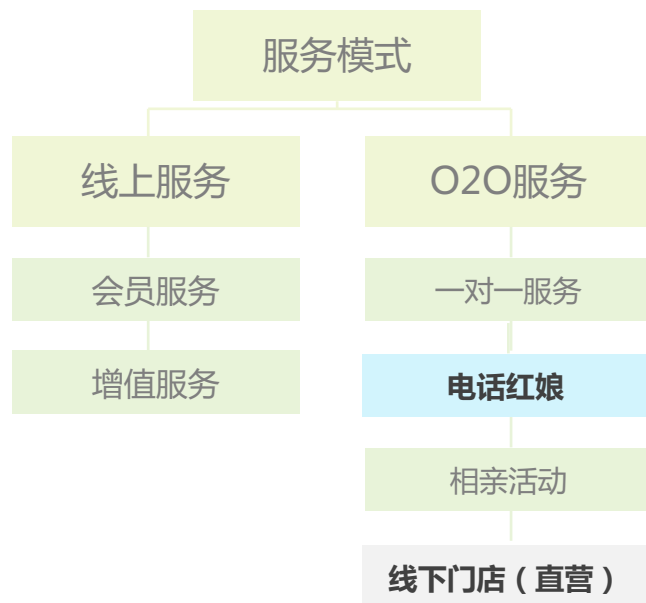 服务模式
线上服务
O2O服务
会员服务
一对一服务
增值服务
电话红娘
相亲活动
线下门店（直营）